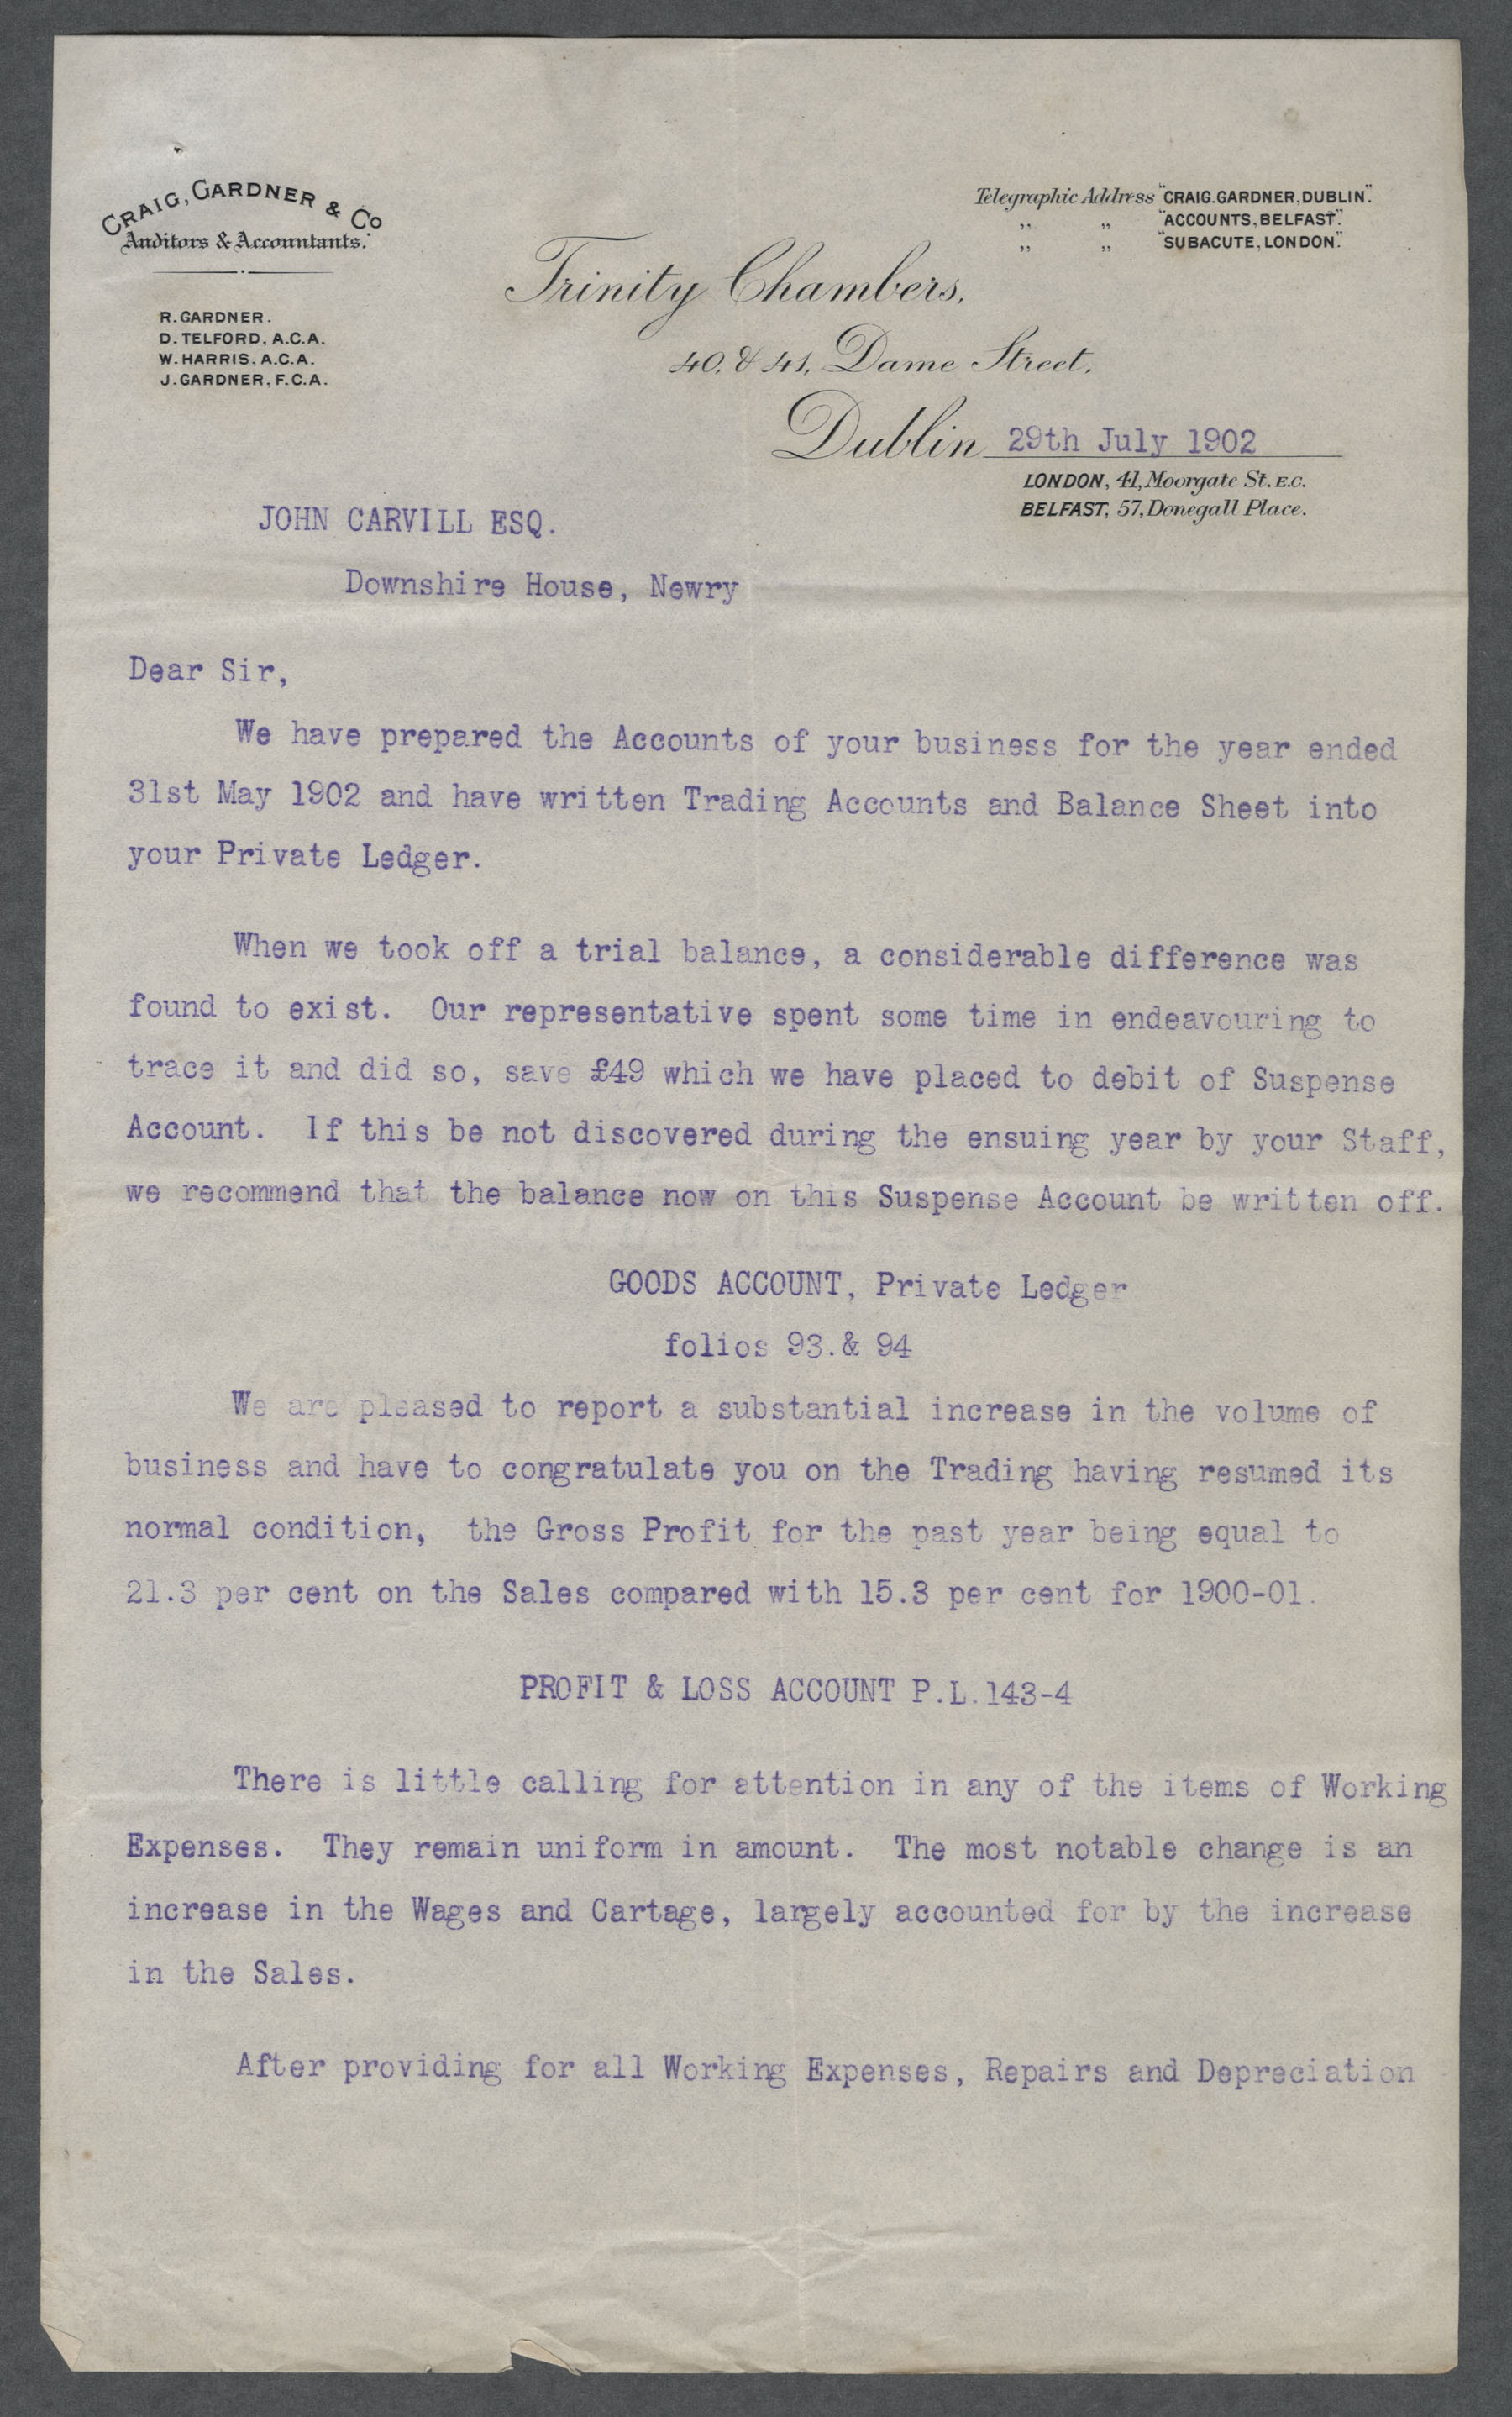 CRAIG, GARDNER & Co
Auditors & Accountants.
R. GARDNER.
D. TELFORD, A.C.A.
W. HARRIS, A.C.A.
J. GARDNER, F.C.A.
Telegraphic Address "CRAIG.GARDNER, DUBLIN".
" " "ACCOUNTS, BELFAST".
" " "SUBACUTE, LONDON".
Trinity Chambers,
40, & 41, Dame Street,
Dublin 29th July 1902
LONDON, 41, Moorgate St. E.C.
BELFAST, 57, Donegall Place.
JOHN CARVILL ESQ.
Downshire House, Newry
Dear Sir,
We have prepared the Accounts of your business for the year ended
31st May 1902 and have written Trading Accounts and Balance Sheet into
your Private Ledger.
When we took off a trial balance, a considerable difference was
found to exist. Our representative spent some time in endeavouring to
trace it and did so, save £49 which we have placed to debit of Suspense
Account. If this be not discovered during the ensuing year by your Staff,
we recommend that the balance now on this Suspense Account be written off.
GOODS ACCOUNT, Private Ledger
folios 93.& 94
We are pleased to report a substantial increase in the volume of
business and have to congratulate you on the Trading having resumed its
normal condition, the Gross Profit for the past year being equal to
21.3 per cent on the Sales compared with 15.3 per cent for 1900-01.
PROFIT & LOSS ACCOUNT P.L.143-4
There is little calling for attention in any of the items of Working
Expenses. They remain uniform in amount. The most notable change is an
increase in the Wages and Cartage, largely accounted for by the increase
in the Sales.
After providing for all Working Expenses, Repairs and Depreciation